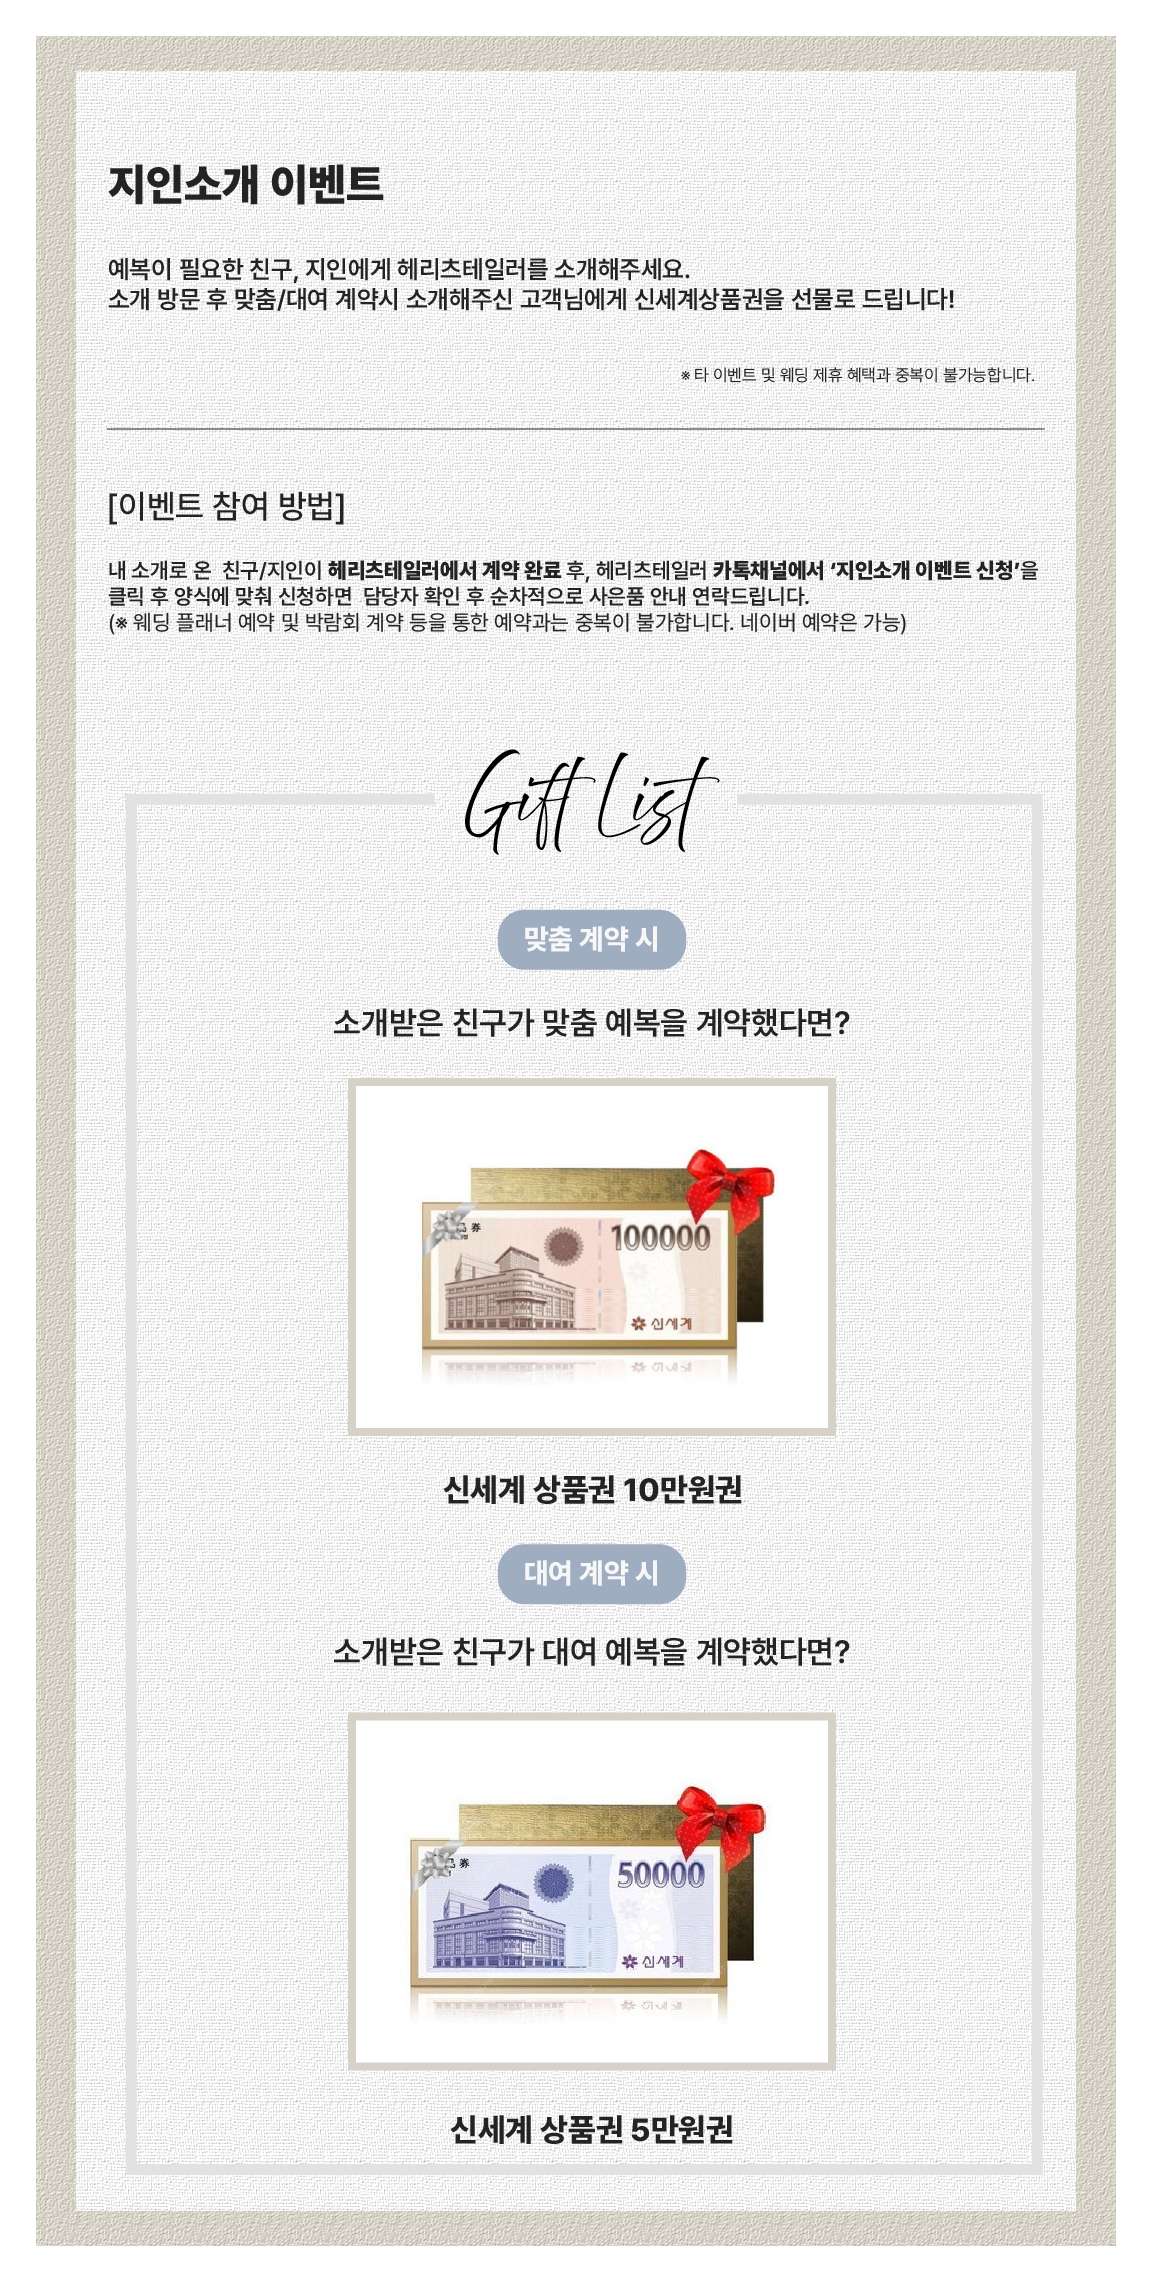 지인소개 이벤트
예복이 필요한 친구, 지인에게 헤리츠테일러를 소개해주세요.
소개 방문 후 맞춤/대여 계약시 소개해주신 고객님에게 신세계상품권을 선물로 드립니다!
※ 타 이벤트 및 웨딩 제휴 혜택과 중복이 불가능합니다.
[이벤트 참여 방법]
내 소개로 온 친구/지인이 헤리츠테일러에서 계약 완료 후, 헤리츠테일러 카톡채널에서 ‘지인소개 이벤트 신청’을
클릭 후 양식에 맞춰 신청하면 담당자 확인 후 순차적으로 사은품 안내 연락드립니다.
(※ 웨딩 플래너 예약 및 박람회 계약 등을 통한 예약과는 중복이 불가합니다. 네이버 예약은 가능)
Gift List
맞춤 계약 시
소개받은 친구가 맞춤 예복을 계약했다면?
券
100000
신세계
신세계 상품권 10만원권
대여 계약 시
소개받은 친구가 대여 예복을 계약했다면?
券
50000
신세계
신세계 상품권 5만원권